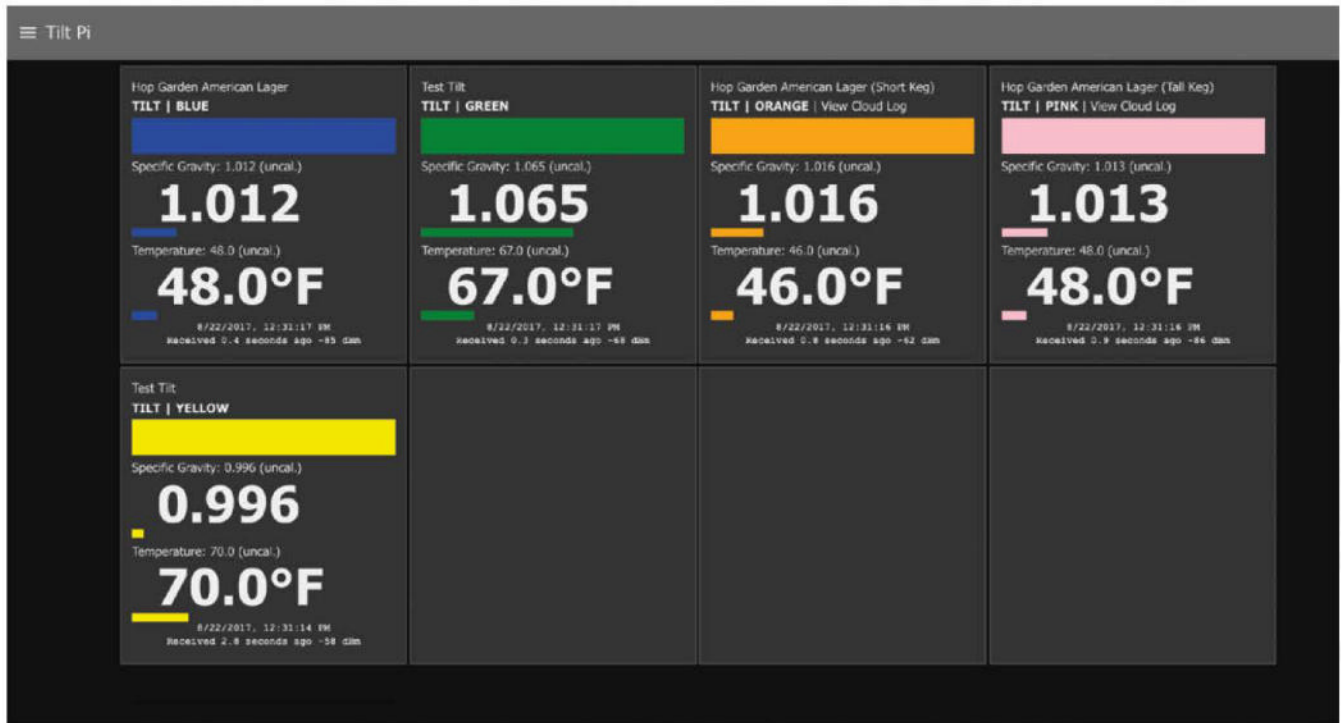 ☰ Tilt Pi
Hop Garden American Lager
TILT | BLUE
Specific Gravity: 1.012 (uncal.)
1.012
Temperature: 48.0 (uncal.)
48.0°F
8/22/2017, 12:31:17 PM
Received 0.4 seconds ago -85 dBm
Test Tilt
TILT | GREEN
Specific Gravity: 1.065 (uncal.)
1.065
Temperature: 67.0 (uncal.)
67.0°F
8/22/2017, 12:31:17 PM
Received 0.3 seconds ago -68 dBm
Hop Garden American Lager (Short Keg)
TILT | ORANGE | View Cloud Log
Specific Gravity: 1.016 (uncal.)
1.016
Temperature: 46.0 (uncal.)
46.0°F
8/22/2017, 12:31:16 PM
Received 0.8 seconds ago -62 dBm
Hop Garden American Lager (Tall Keg)
TILT | PINK | View Cloud Log
Specific Gravity: 1.013 (uncal.)
1.013
Temperature: 48.0 (uncal.)
48.0°F
8/22/2017, 12:31:16 PM
Received 0.9 seconds ago -86 dBm
Test Tilt
TILT | YELLOW
Specific Gravity: 0.996 (uncal.)
0.996
Temperature: 70.0 (uncal.)
70.0°F
8/22/2017, 12:31:14 PM
Received 2.8 seconds ago -58 dBm